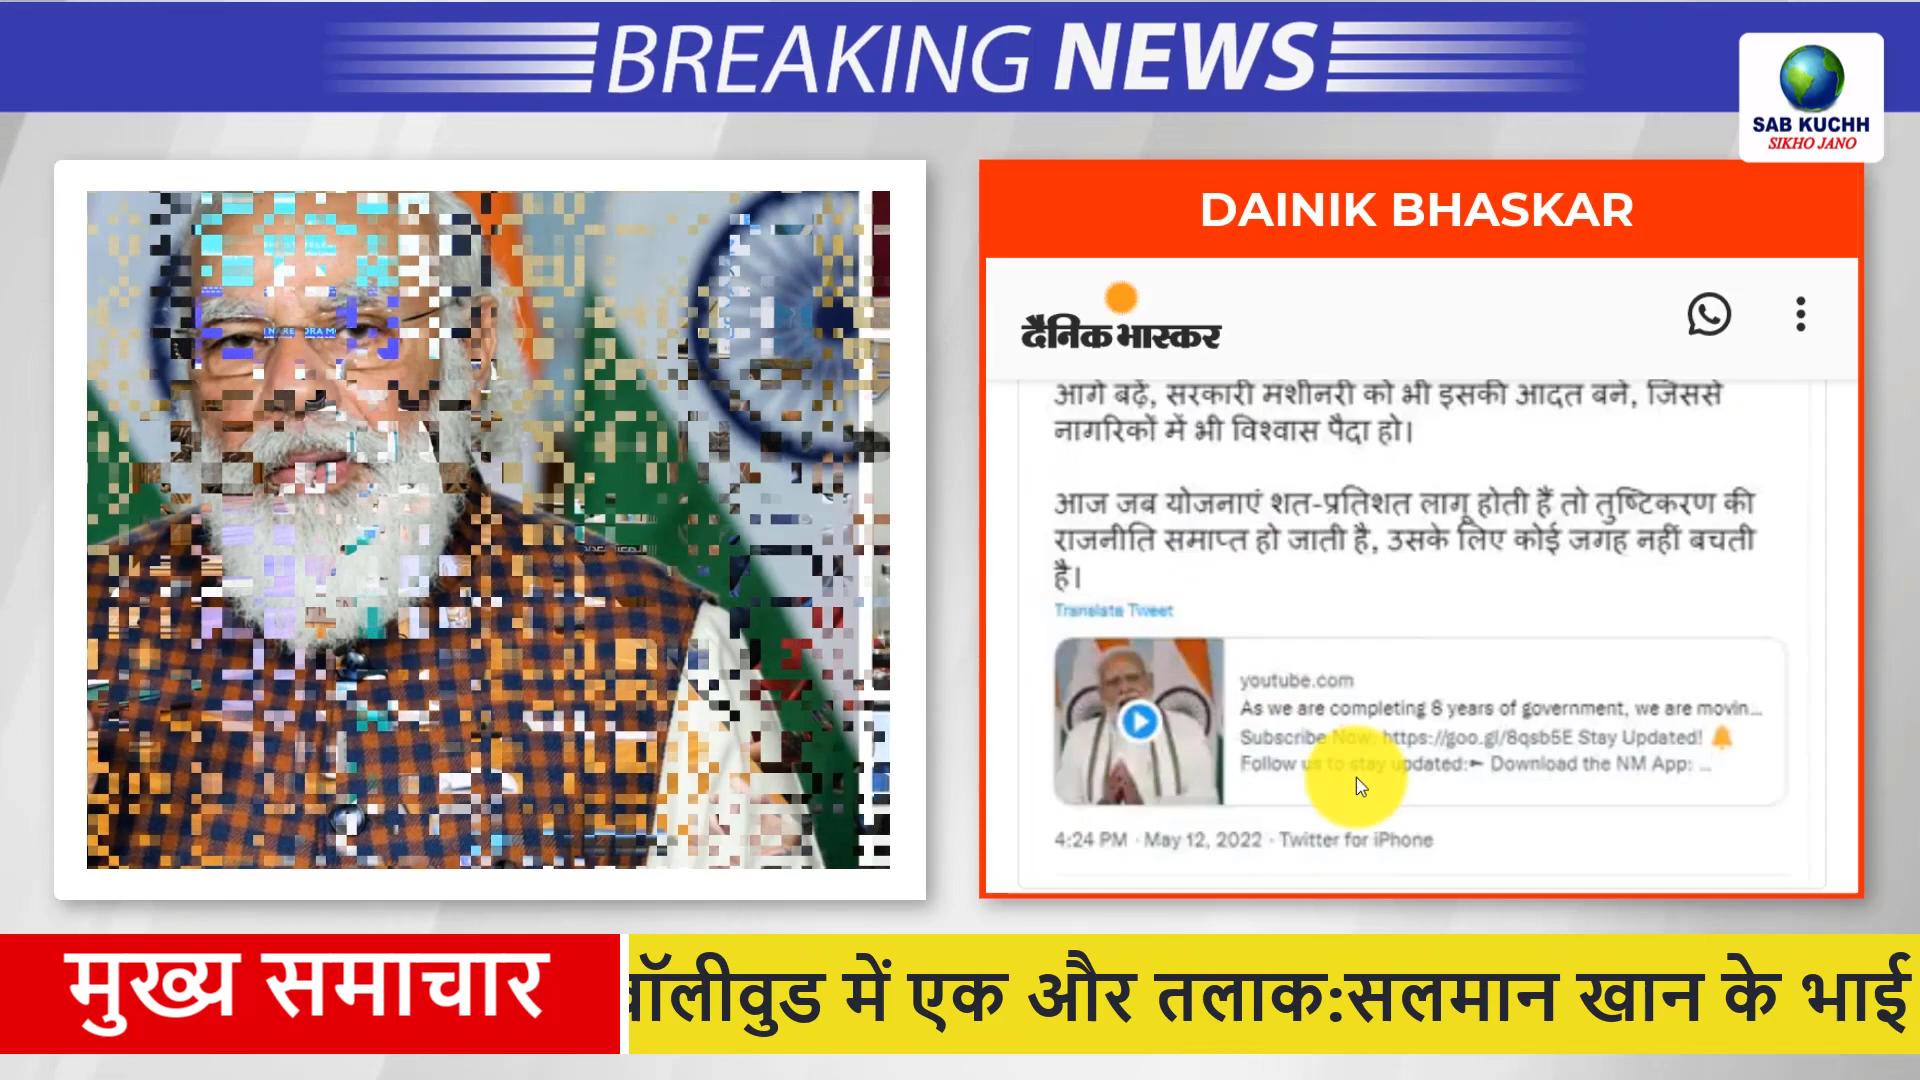 BREAKING NEWS
SAB KUCHH
SIKHO JANO
DAINIK BHASKAR
दैनिक भास्कर
आगे बढ़ें, सरकारी मशीनरी को भी इसकी आदत बने, जिससे
नागरिकों में भी विश्वास पैदा हो।
आज जब योजनाएं शत-प्रतिशत लागू होती हैं तो तुष्टिकरण की
राजनीति समाप्त हो जाती है, उसके लिए कोई जगह नहीं बचती
है।
Translate Tweet
youtube.com
As we are completing 8 years of government, we are movin...
Subscribe Now: https://goo.gl/8qsb5E Stay Updated! 🔔
Follow us to stay updated:► Download the NM App: ...
4:24 PM · May 12, 2022 · Twitter for iPhone
मुख्य समाचार
बॉलीवुड में एक और तलाक:सलमान खान के भाई